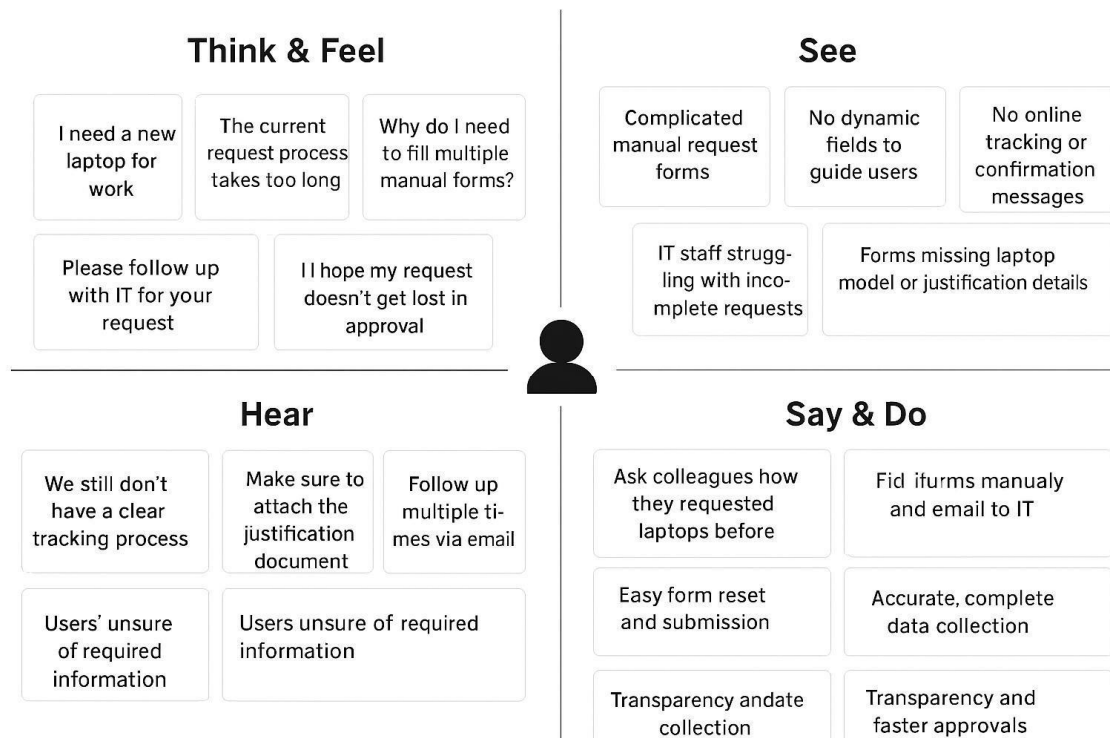 Think & Feel
I need a new
laptop for
work
The current
request process
takes too long
Why do I need
to fill multiple
manual forms?
Please follow up
with IT for your
request
I I hope my request
doesn't get lost in
approval
See
Complicated
manual request
forms
No dynamic
fields to
guide users
No online
tracking or
confirmation
messages
IT staff strugg-
ling with inco-
mplete requests
Forms missing laptop
model or justification details
Hear
We still don't
have a clear
tracking process
Make sure to
attach the
justification
document
Follow up
multiple ti-
mes via email
Users' unsure
of required
information
Users unsure of required
information
Say & Do
Ask colleagues how
they requested
laptops before
Fid ifurms manualy
and email to IT
Easy form reset
and submission
Accurate, complete
data collection
Transparency andate
collection
Transparency and
faster approvals